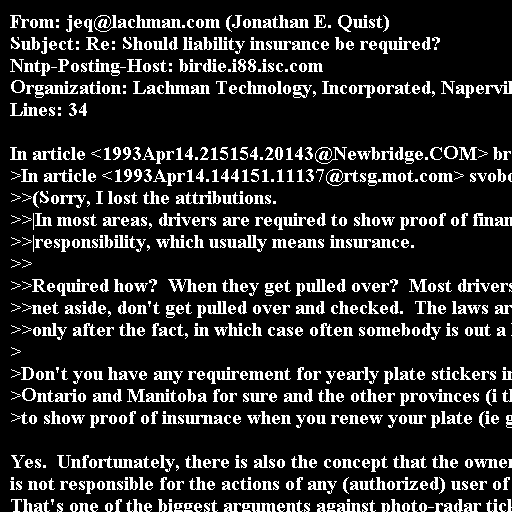 From: jeq@lachman.com (Jonathan E. Quist)
Subject: Re: Should liability insurance be required?
Nntp-Posting-Host: birdie.i88.isc.com
Organization: Lachman Technology, Incorporated, Napervil
Lines: 34

In article <1993Apr14.215154.20143@Newbridge.COM> br
>In article <1993Apr14.144151.11137@rtsg.mot.com> svobo
>>(Sorry, I lost the attributions.
>>|In most areas, drivers are required to show proof of finan
>>|responsibility, which usually means insurance.
>>
>>Required how?  When they get pulled over?  Most drivers
>>net aside, don't get pulled over and checked.  The laws ar
>>only after the fact, in which case often somebody is out a
>
>Don't you have any requirement for yearly plate stickers in
>Ontario and Manitoba for sure and the other provinces (i th
>to show proof of insurnace when you renew your plate (ie g

Yes.  Unfortunately, there is also the concept that the owner
is not responsible for the actions of any (authorized) user of
That's one of the biggest arguments against photo-radar tick